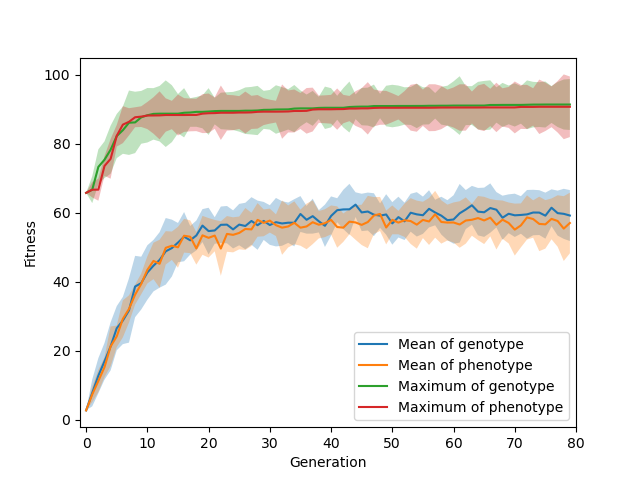 100
80
60
40
20
0
Fitness
0 10 20 30 40 50 60 70 80
Generation
Mean of genotype
Mean of phenotype
Maximum of genotype
Maximum of phenotype